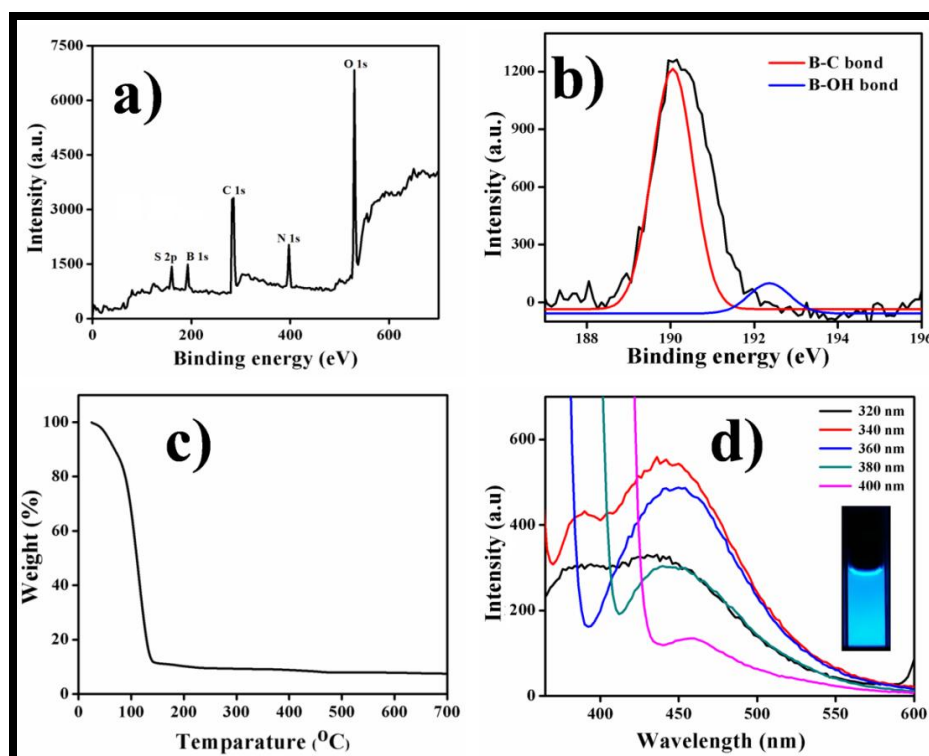 a)
7500
6000
4500
3000
1500
0
O 1s
C 1s
N 1s
S 2p
B 1s
0
200
400
600
Intensity (a.u.)
Binding energy (eV)
b)
B-C bond
B-OH bond
1200
900
600
300
0
188
190
192
194
196
Intensity (a.u.)
Binding energy (eV)
c)
100
80
60
40
20
0
0
100
200
300
400
500
600
700
Weight (%)
Temparature (OC)
d)
320 nm
340 nm
360 nm
380 nm
400 nm
600
400
200
0
400
450
500
550
600
Intensity (a.u)
Wavelength (nm)